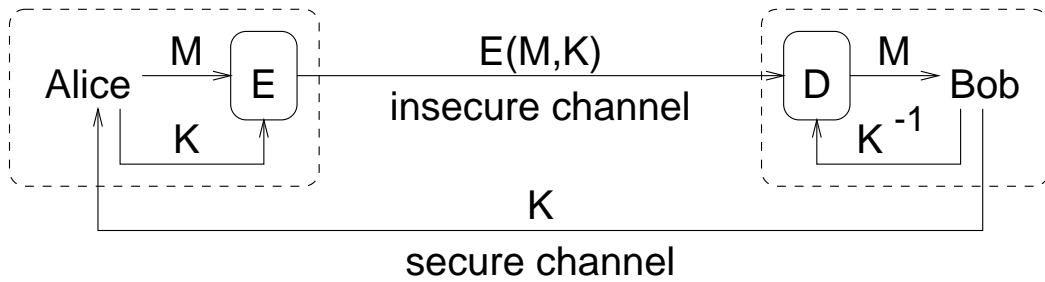 M E(M,K) M
Alice E D Bob
insecure channel
K K -1
K
secure channel